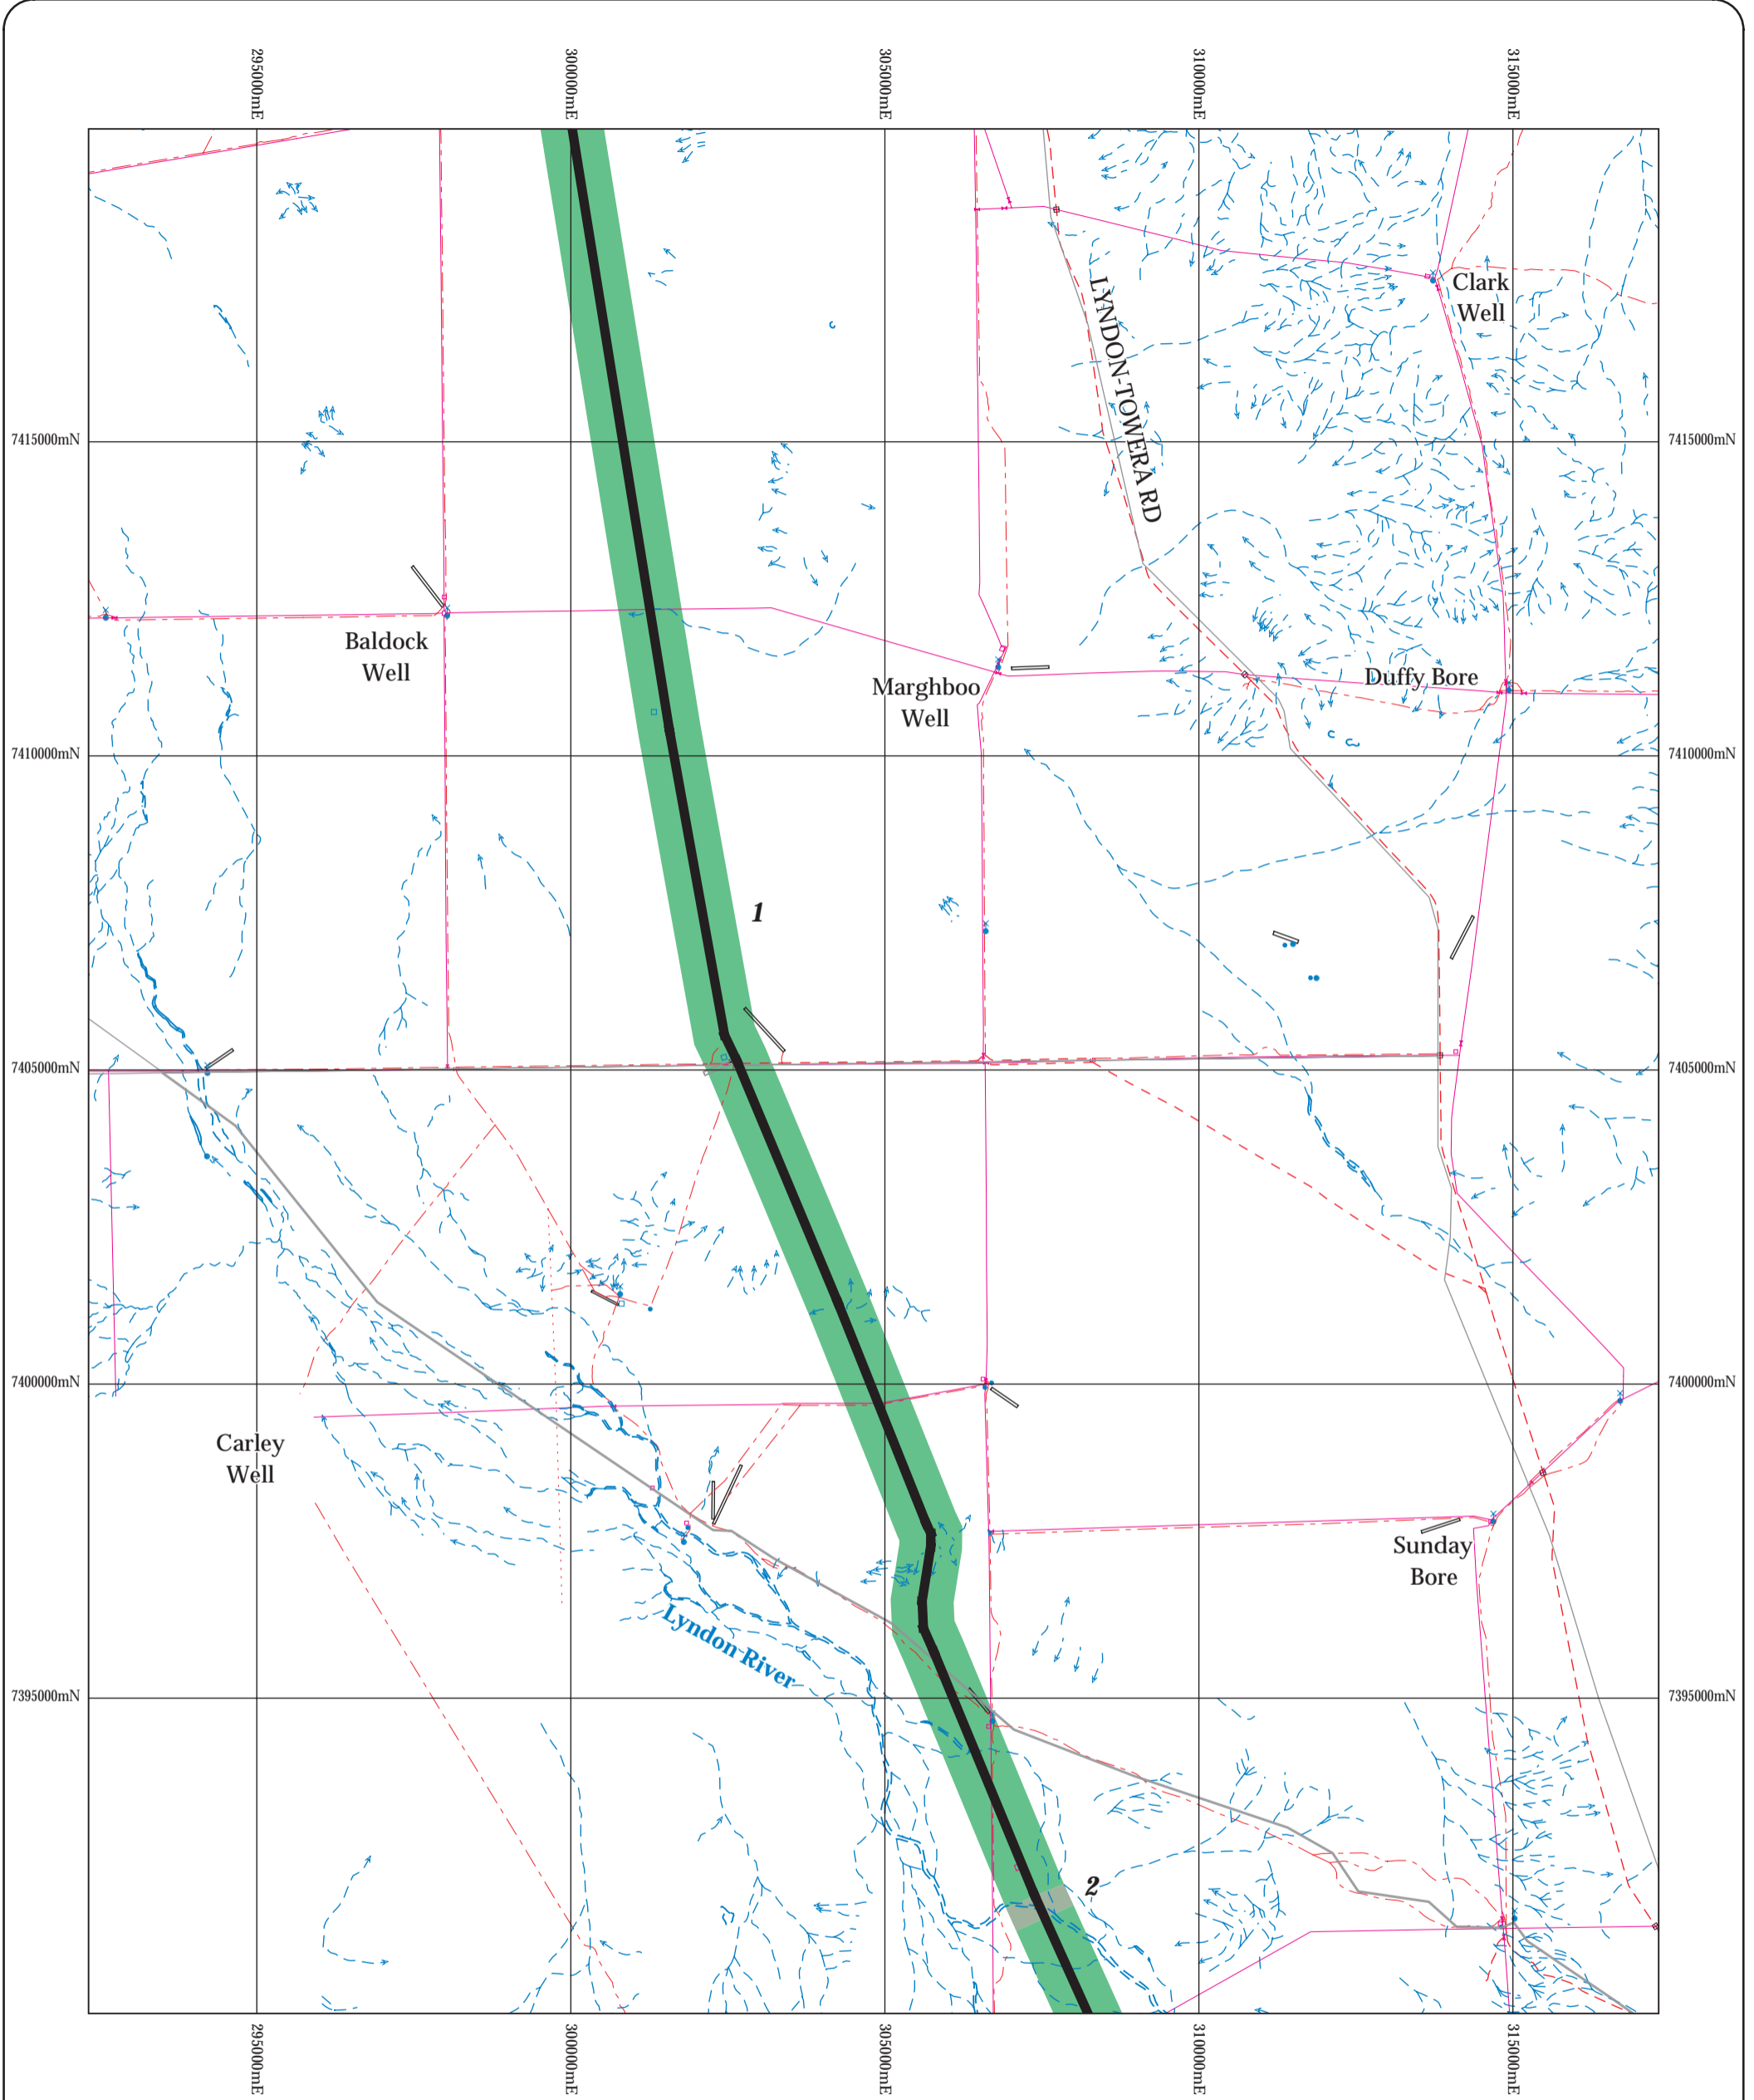 295000mE
300000mE
305000mE
310000mE
315000mE
Clark
Well
LYNDON-TOWERA RD
7415000mN
7415000mN
Baldock
Well
Marghboo
Well
Duffy Bore
7410000mN
7410000mN
1
7405000mN
7405000mN
7400000mN
7400000mN
Carley
Well
Sunday
Bore
Lyndon River
7395000mN
7395000mN
2
295000mE
300000mE
305000mE
310000mE
315000mE